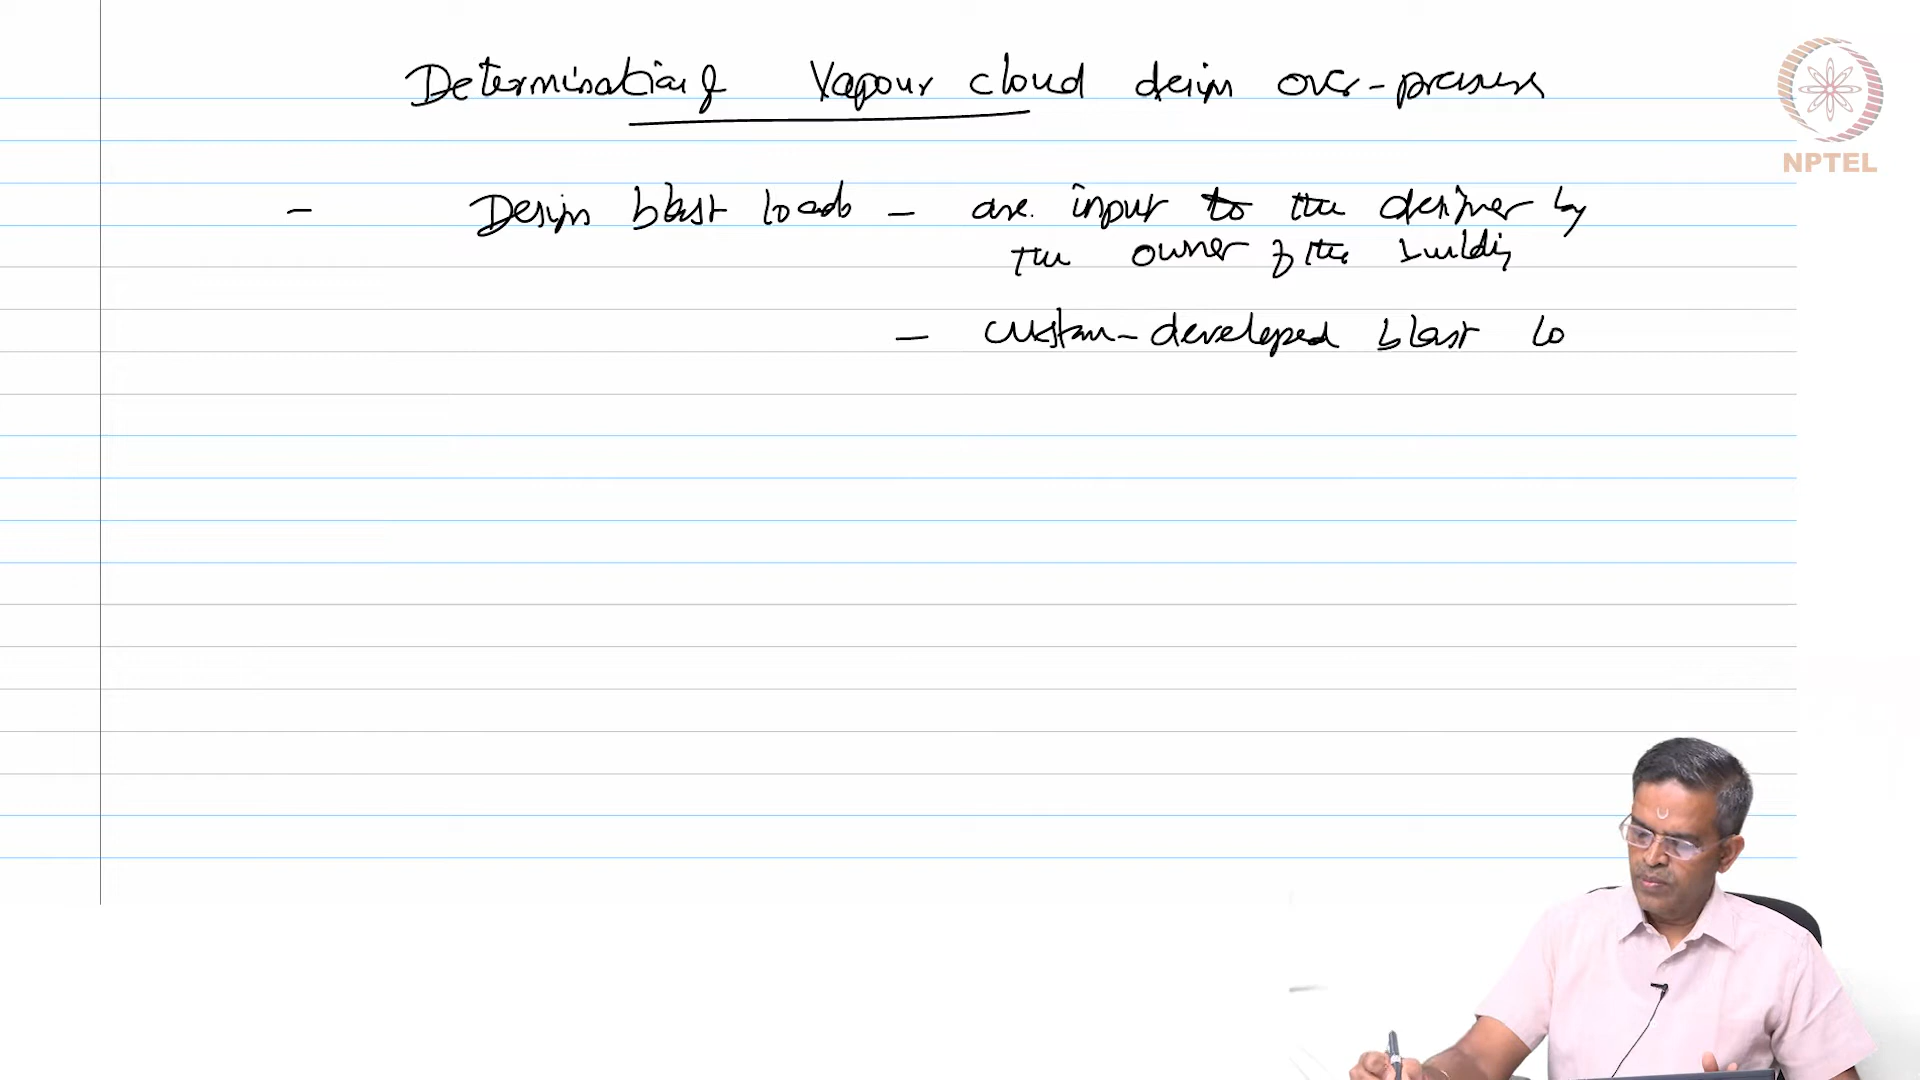 Determination of Vapour cloud design over-pressure
NPTEL
- Design blast loads - are input to the designer by
the owner of the building
- custom-developed blast lo